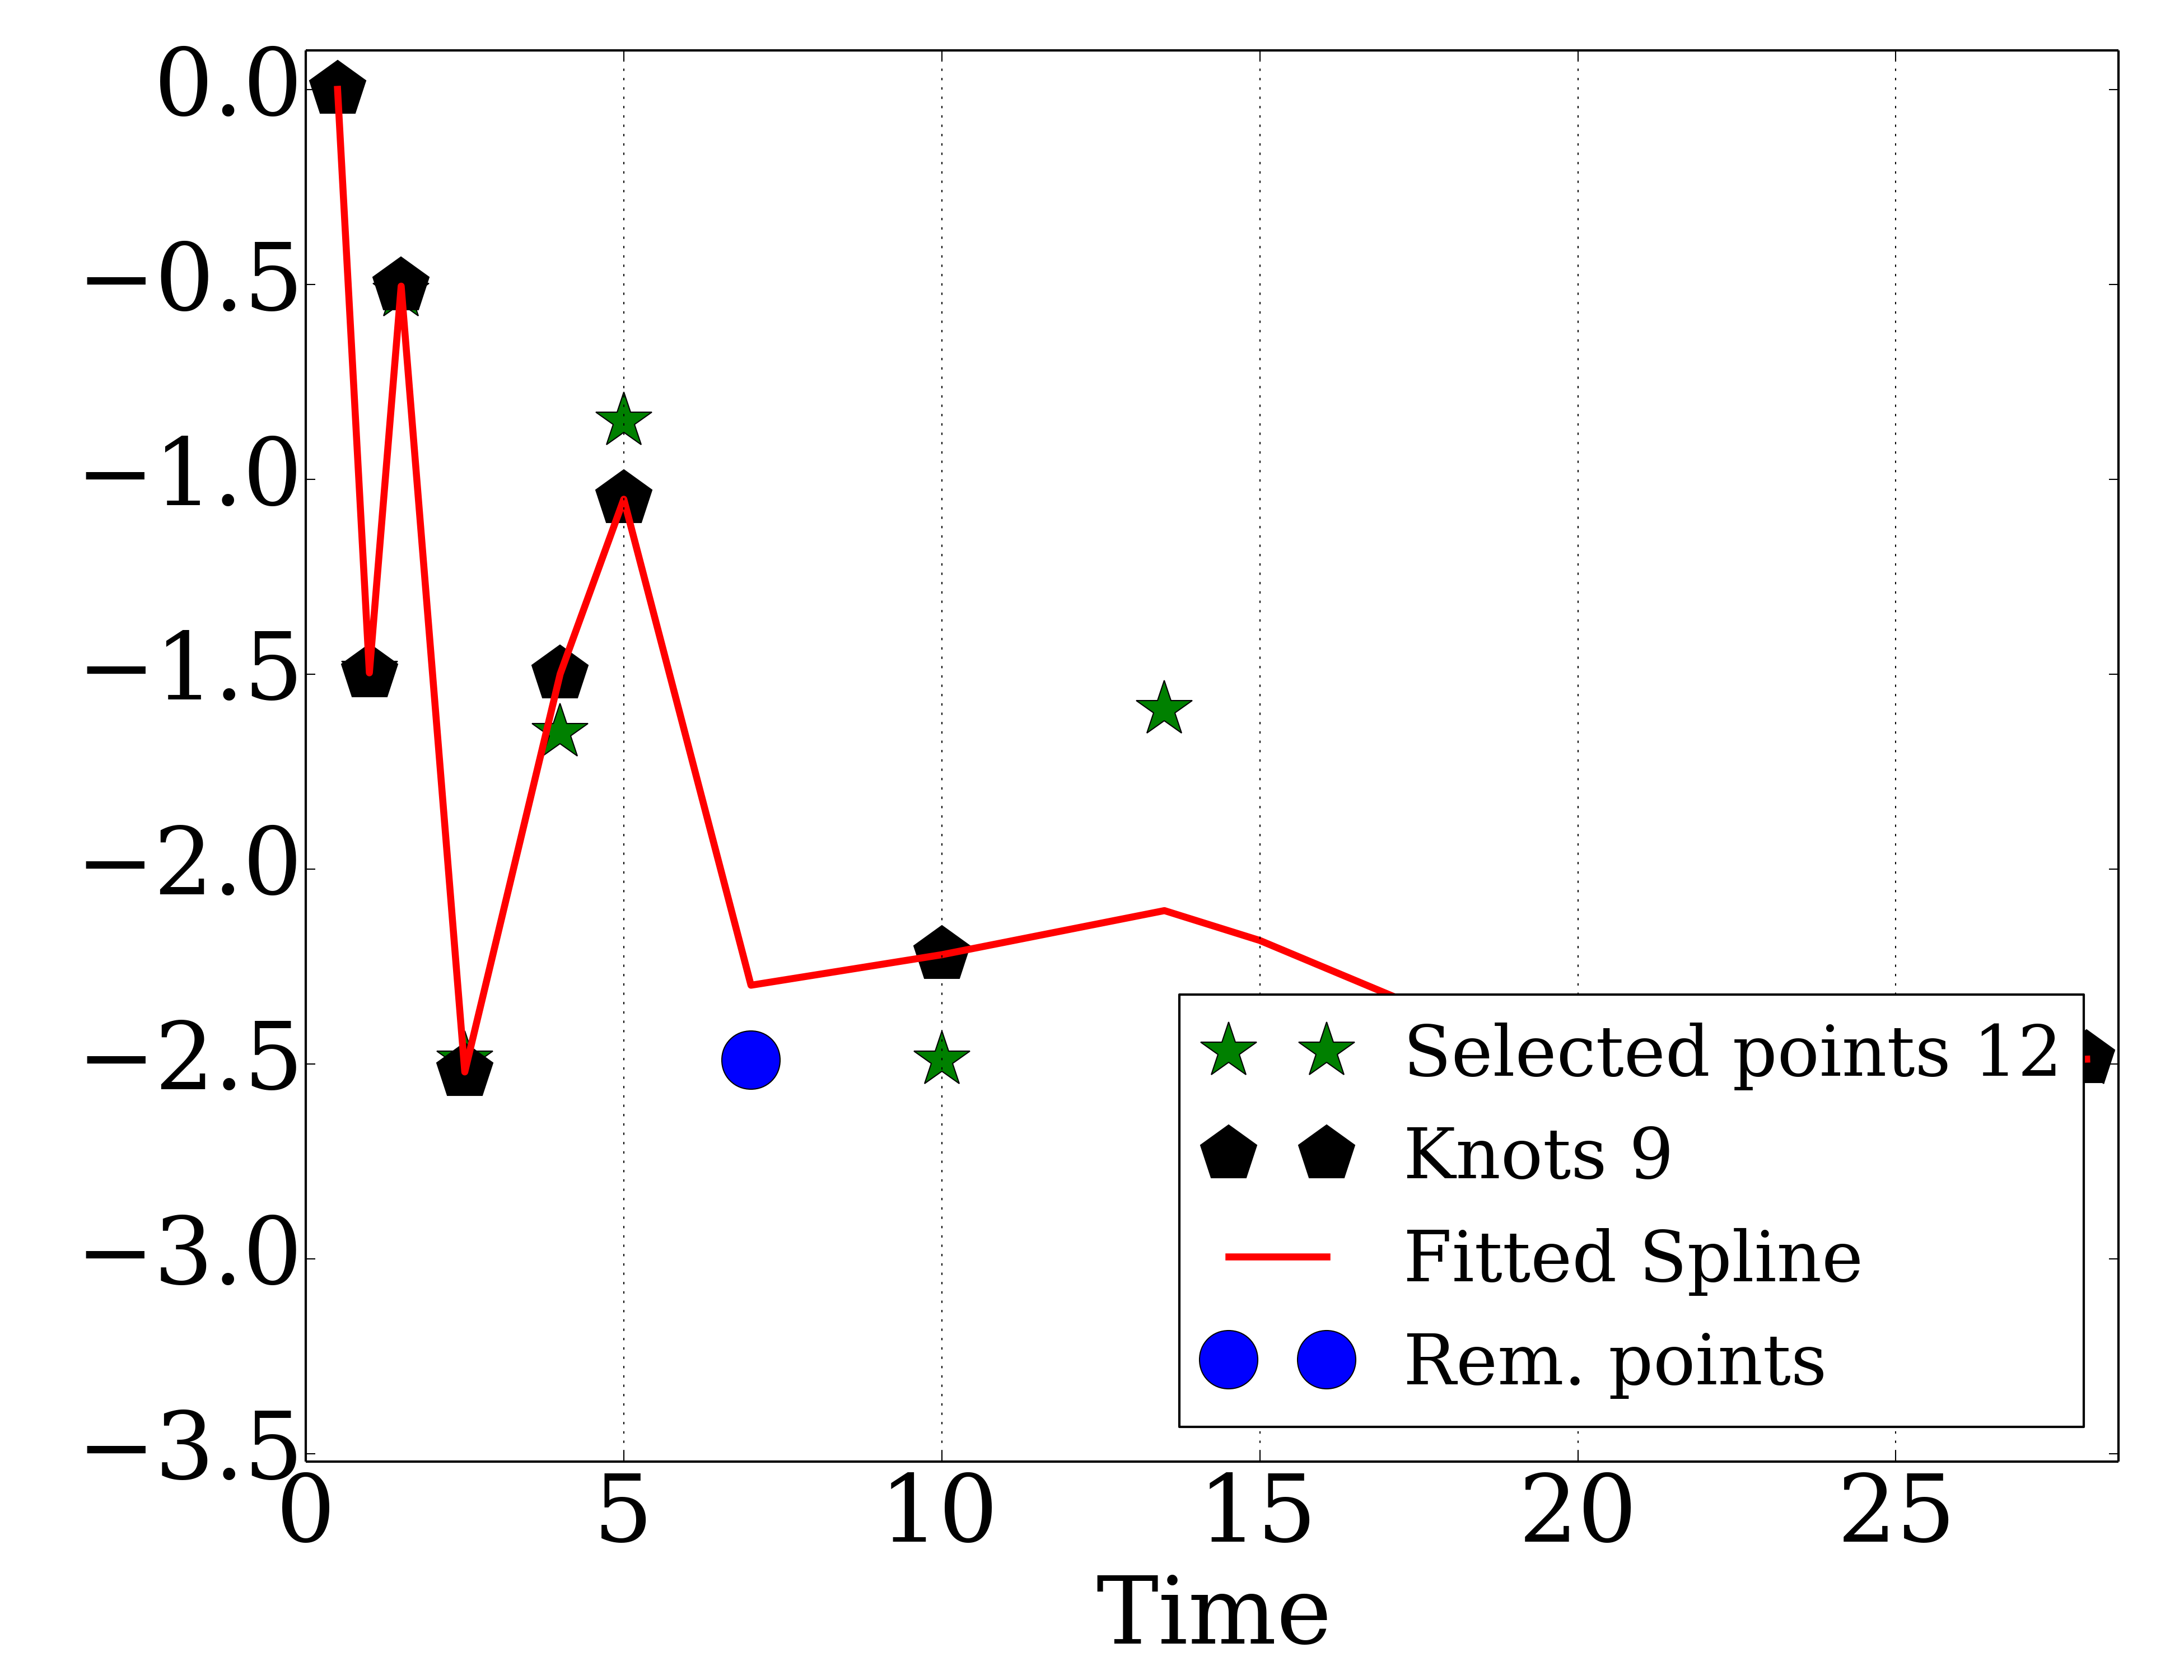 0.0
−0.5
−1.0
−1.5
−2.0
−2.5
−3.0
−3.5
Selected points 12
Knots 9
Fitted Spline
Rem. points
0 5 10 15 20 25
Time